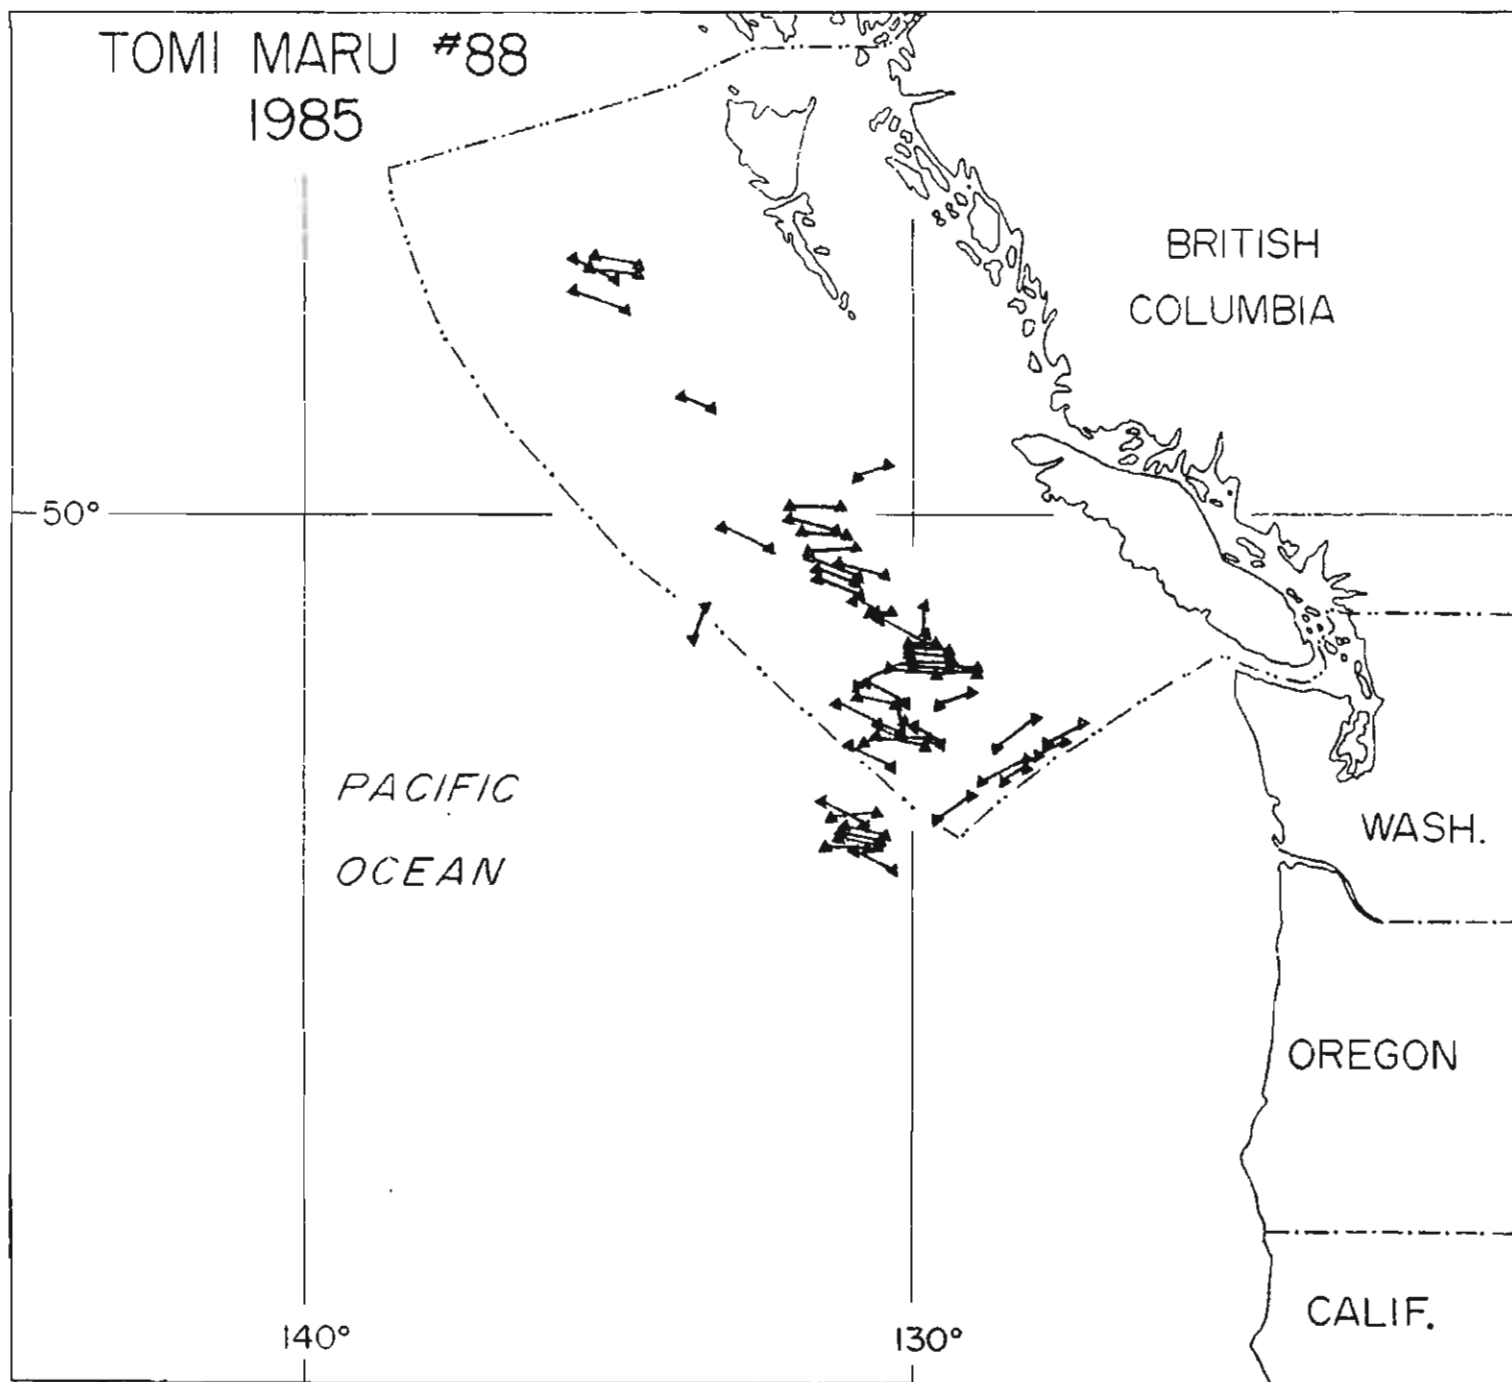 TOMI MARU #88
1985
BRITISH
COLUMBIA
50°
PACIFIC
OCEAN
WASH.
OREGON
CALIF.
140°
130°